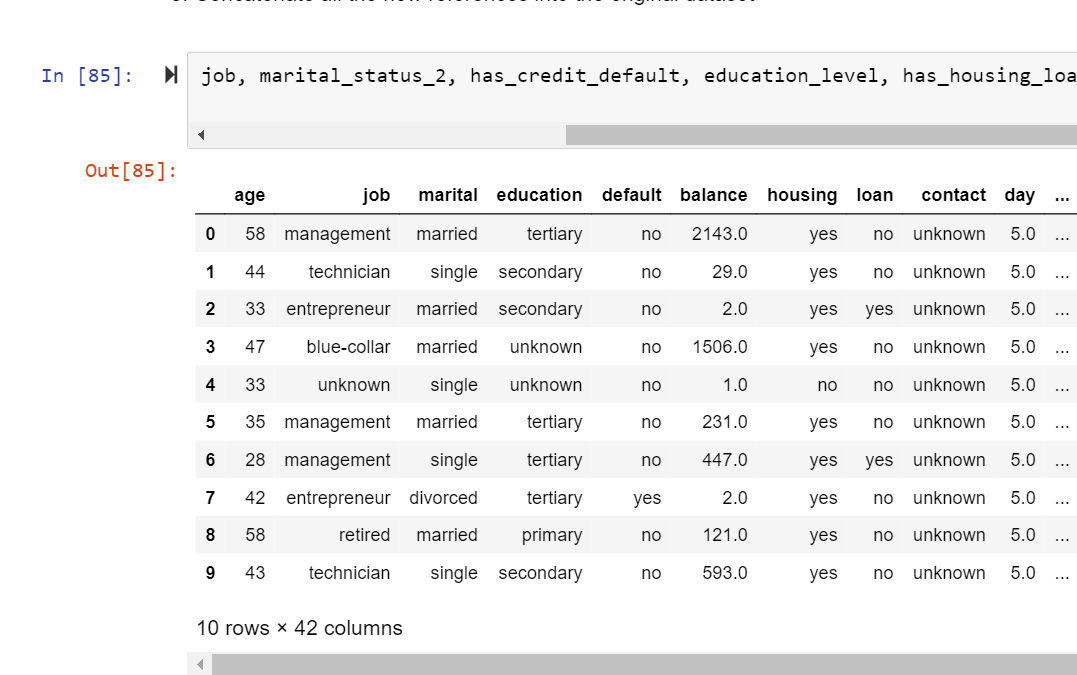 In [85]:
job, marital_status_2, has_credit_default, education_level, has_housing_loa
Out[85]:
age job marital education default balance housing loan contact day ...
0 58 management married tertiary no 2143.0 yes no unknown 5.0 ...
1 44 technician single secondary no 29.0 yes no unknown 5.0 ...
2 33 entrepreneur married secondary no 2.0 yes yes unknown 5.0 ...
3 47 blue-collar married unknown no 1506.0 yes no unknown 5.0 ...
4 33 unknown single unknown no 1.0 no no unknown 5.0 ...
5 35 management married tertiary no 231.0 yes no unknown 5.0 ...
6 28 management single tertiary no 447.0 yes yes unknown 5.0 ...
7 42 entrepreneur divorced tertiary yes 2.0 yes no unknown 5.0 ...
8 58 retired married primary no 121.0 yes no unknown 5.0 ...
9 43 technician single secondary no 593.0 yes no unknown 5.0 ...
10 rows × 42 columns